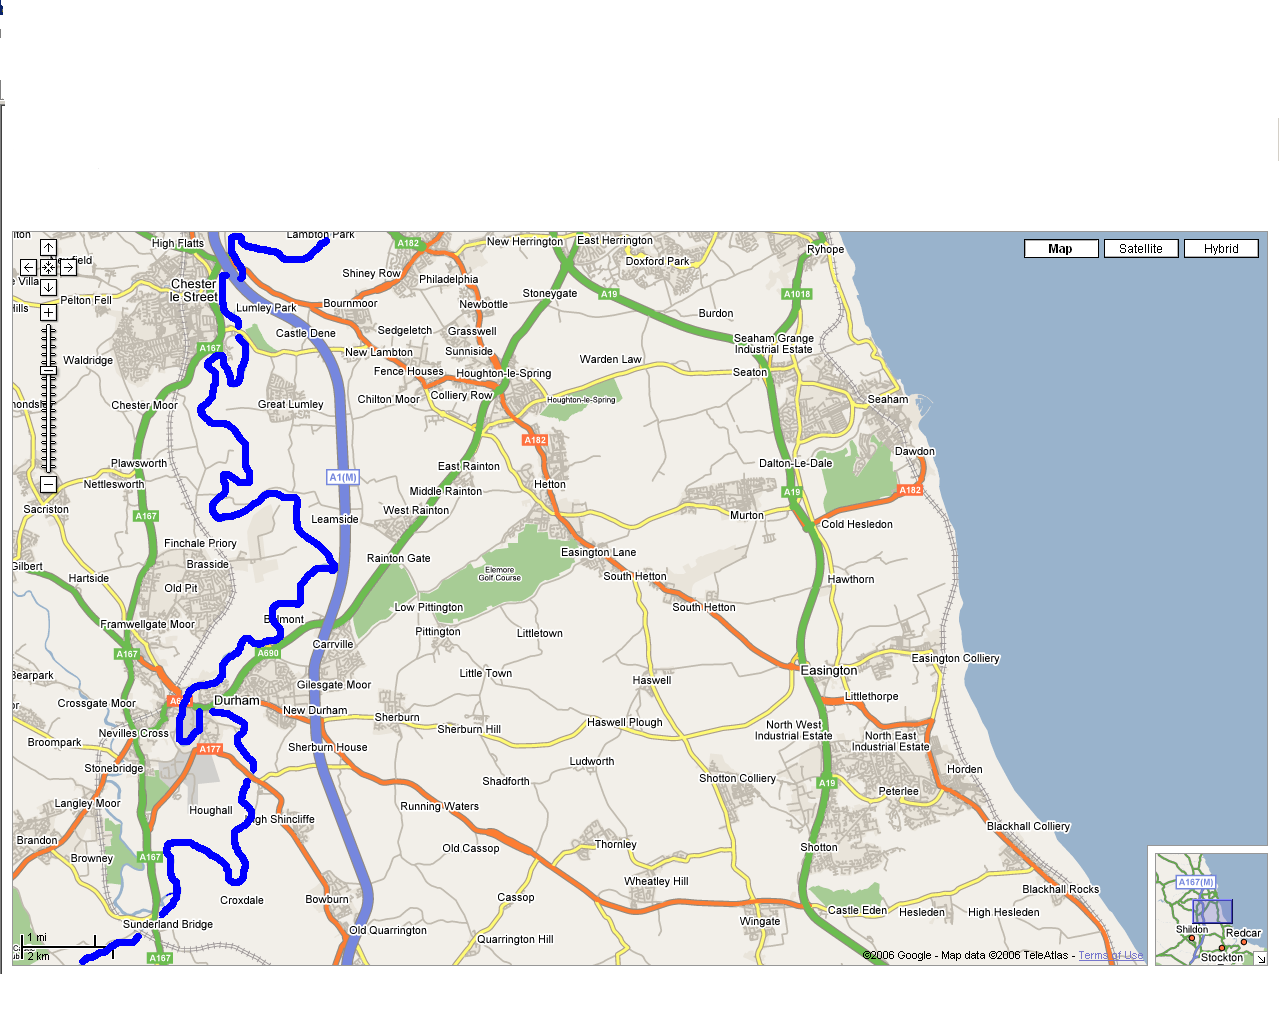 High Flatts
Lambton Park
A182
New Herrington
East Herrington
Ryhope
Map
Satellite
Hybrid
Doxford Park
Shiney Row
Philadelphia
Pelton Fell
Chester
le Street
Stoneygate
A19
A1018
Lumley Park
Bournmoor
Newbottle
Burdon
Castle Dene
Sedgeletch
Grasswell
Seaham Grange
Industrial Estate
A167
New Lambton
Sunniside
Waldridge
Warden Law
Fence Houses
Houghton-le-Spring
Seaton
Chester Moor
Great Lumley
Chilton Moor
Colliery Row
Houghton-le-Spring
Seaham
A182
Dawdon
Plawsworth
East Rainton
Dalton-Le-Dale
A1(M)
Nettlesworth
Middle Rainton
Hetton
A19
A182
Sacriston
A167
Leamside
West Rainton
Murton
Cold Hesledon
Finchale Priory
Rainton Gate
Easington Lane
Brasside
Gilbert
Hartside
Elemore
Golf Course
South Hetton
Hawthorn
Old Pit
Low Pittington
South Hetton
Framwellgate Moor
Pittington
Littletown
Carrville
A167
A690
Easington Colliery
Little Town
Easington
Haswell
Gilesgate Moor
Crossgate Moor
Durham
Littlethorpe
New Durham
Sherburn
Sherburn Hill
Haswell Plough
North West
Industrial Estate
Nevilles Cross
North East
Industrial Estate
Broompark
A177
Sherburn House
Stonebridge
Ludworth
Horden
Shadforth
Shotton Colliery
A19
Peterlee
Langley Moor
Houghall
Running Waters
High Shincliffe
Blackhall Colliery
Brandon
Old Cassop
Thornley
Shotton
Browney
A167
Wheatley Hill
Blackhall Rocks
A167(M)
Croxdale
Bowburn
Cassop
Castle Eden
Hesleden
High Hesleden
Sunderland Bridge
Wingate
Old Quarrington
Quarrington Hill
Shildon
Redcar
1 mi
2 km
A167
©2006 Google - Map data ©2006 TeleAtlas - Terms of Use
Stockton